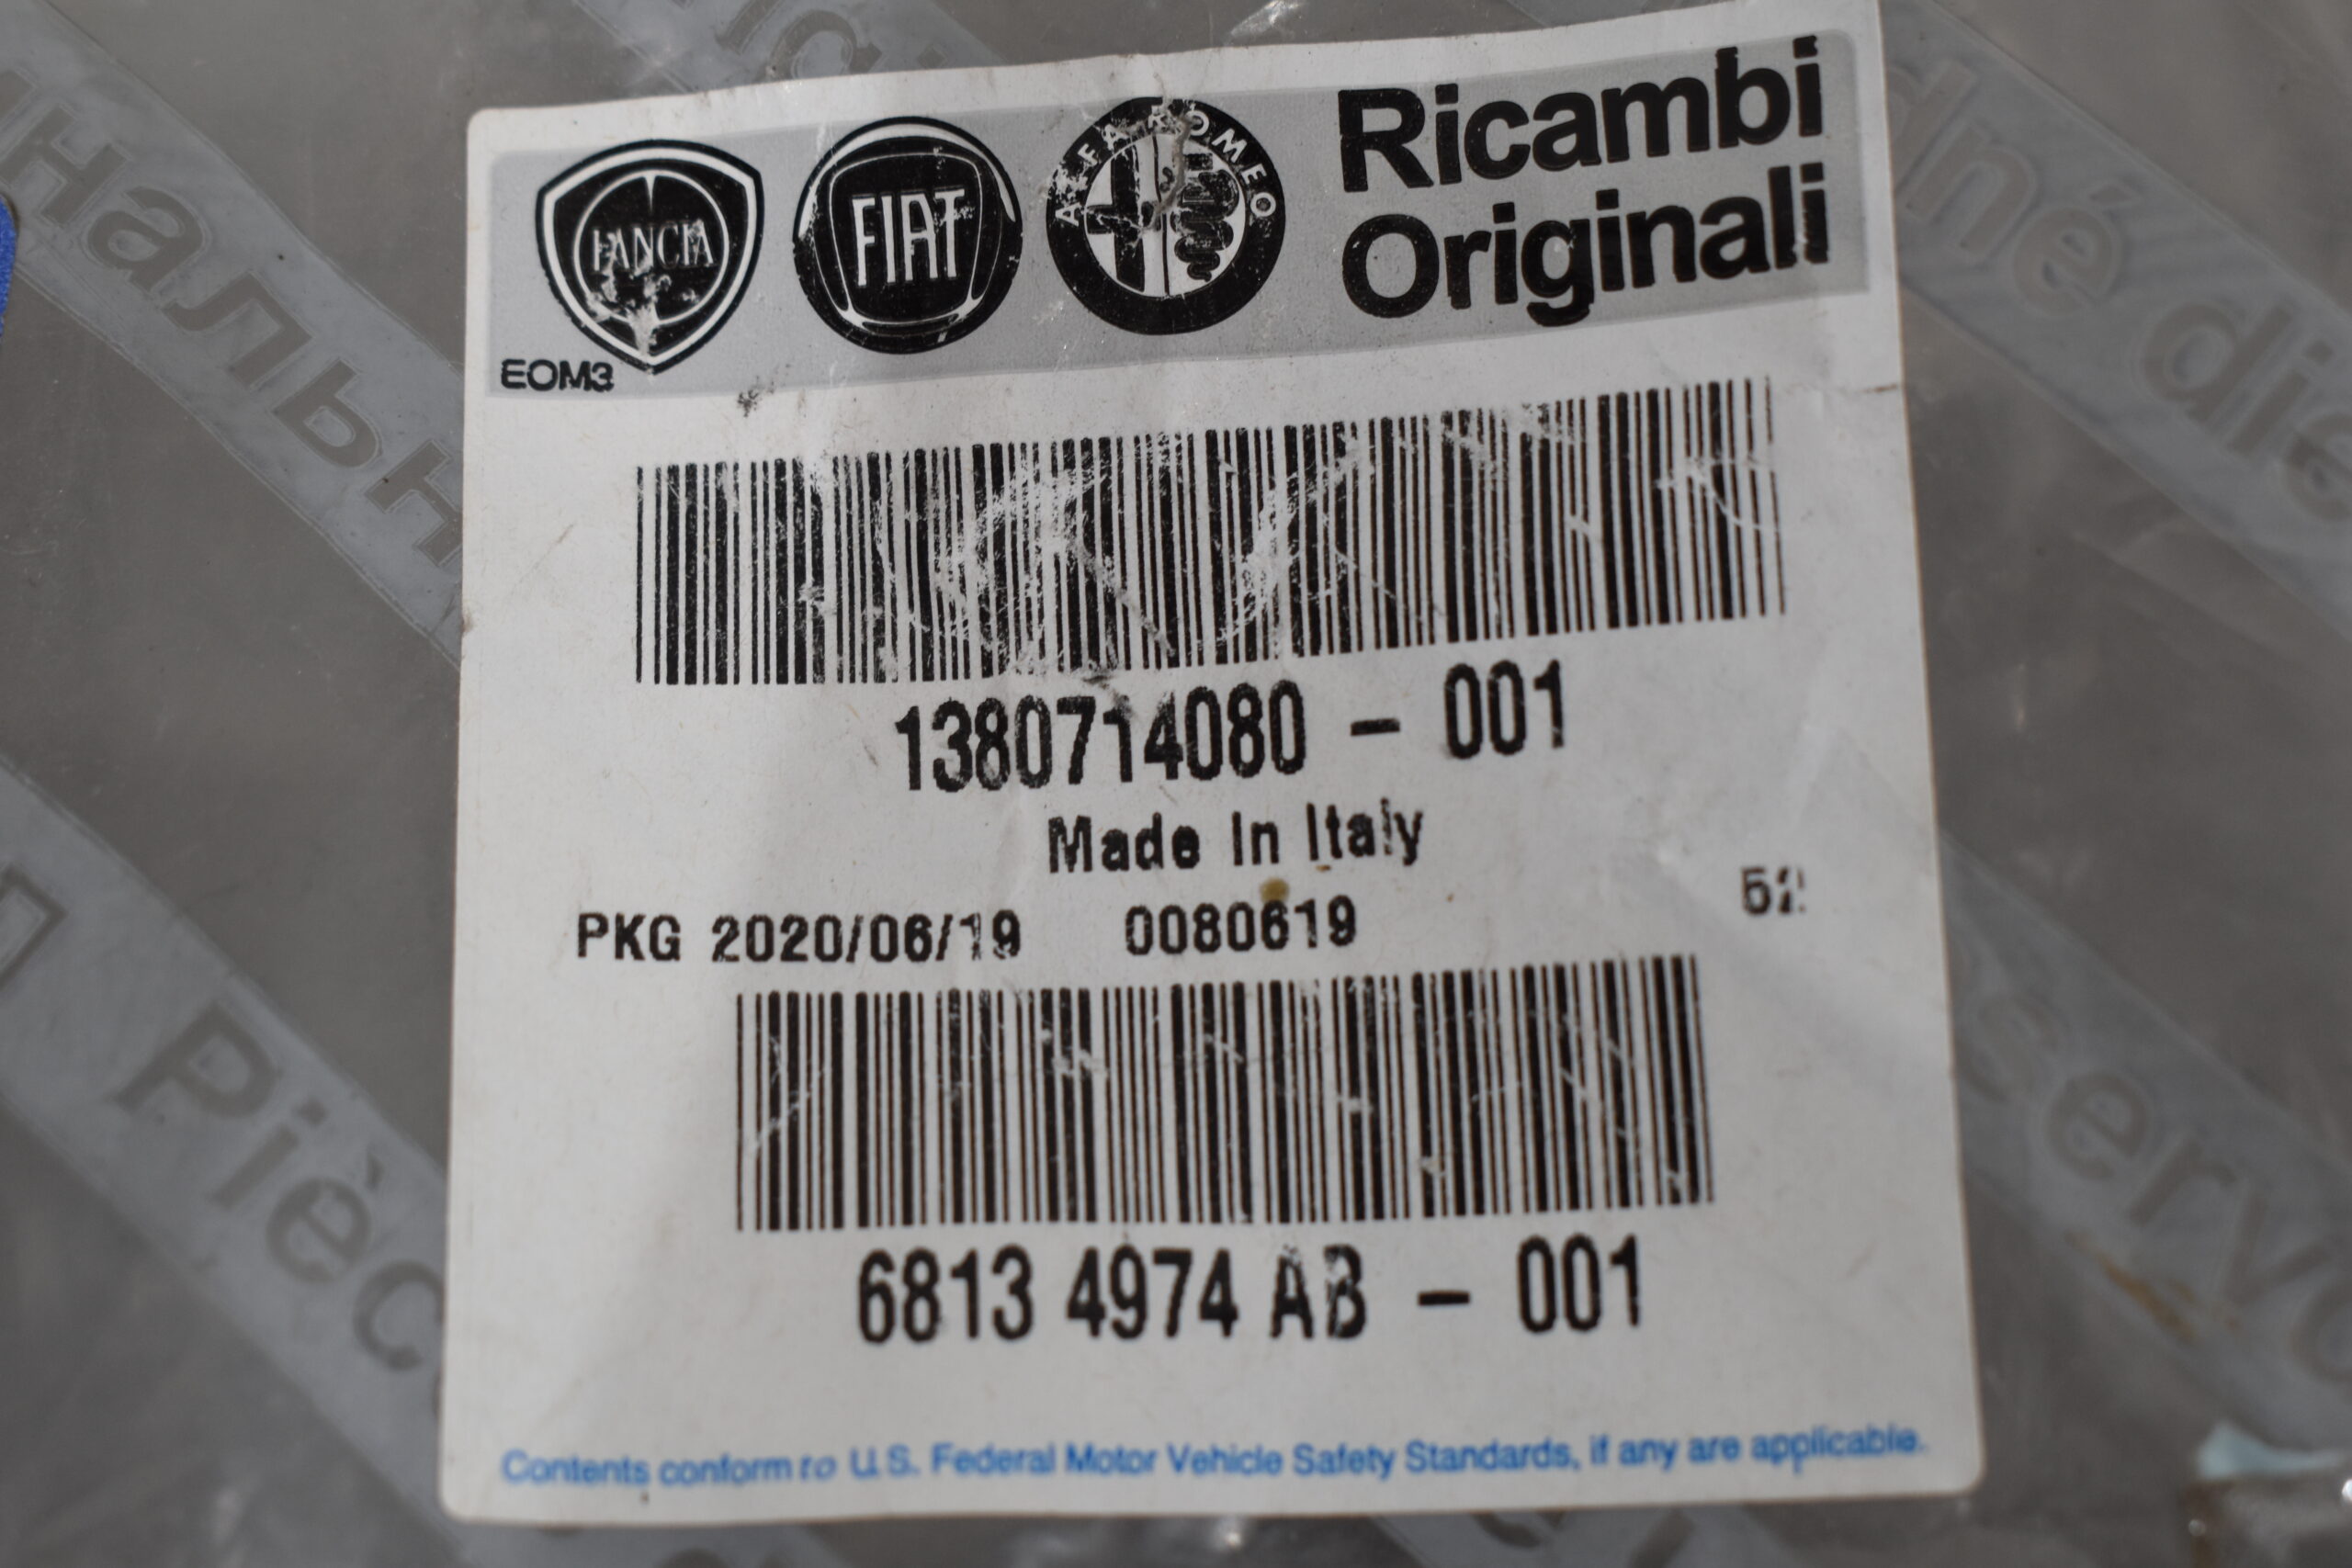 LANCIA
FIAT
ALFA ROMEO
Ricambi
Originali
EOM3
1380714080 - 001
Made In Italy
52
PKG 2020/06/19 0080619
6813 4974 AB - 001
Contents conform to U.S. Federal Motor Vehicle Safety Standards, if any are applicable.